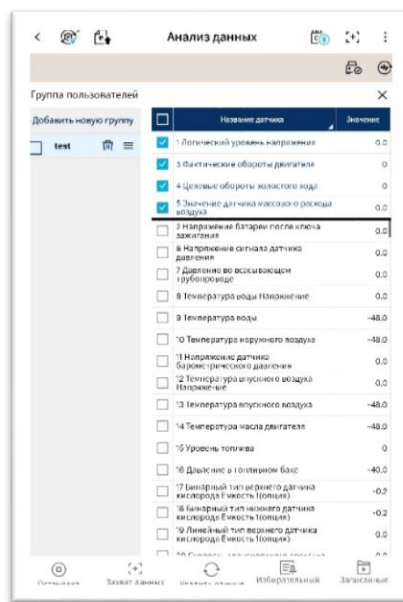 Анализ данных
Группа пользователей
Добавить новую группу
Название датчика
Значение
test
1 Логический уровень напряжения
0.0
3 Фактические обороты двигателя
0
4 Целевые обороты холостого хода
0
5 Значение датчика массового расхода
воздуха
0.0
2 Напряжение батареи после ключа
зажигания
0.0
6 Напряжение сигнала датчика
давления
0.0
7 Давление во всасывающем
трубопроводе
0.0
8 Температура воды Напряжение
0.0
9 Температура воды
-48.0
10 Температура наружного воздуха
-48.0
11 Напряжение датчика
барометрического давления
0.0
12 Температура впускного воздуха
Напряжение
0.0
13 Температура впускного воздуха
-48.0
14 Температура масла двигателя
-48.0
15 Уровень топлива
0
16 Давление в топливном баке
-40.0
17 Бинарный тип верхнего датчика
кислорода Емкость 1(опция)
-0.2
18 Бинарный тип нижнего датчика
кислорода Емкость 1(опция)
-0.2
19 Линейный тип верхнего датчика
кислорода Емкость 1(опция)
0.0
Захват данных
Избирательный
Записанные